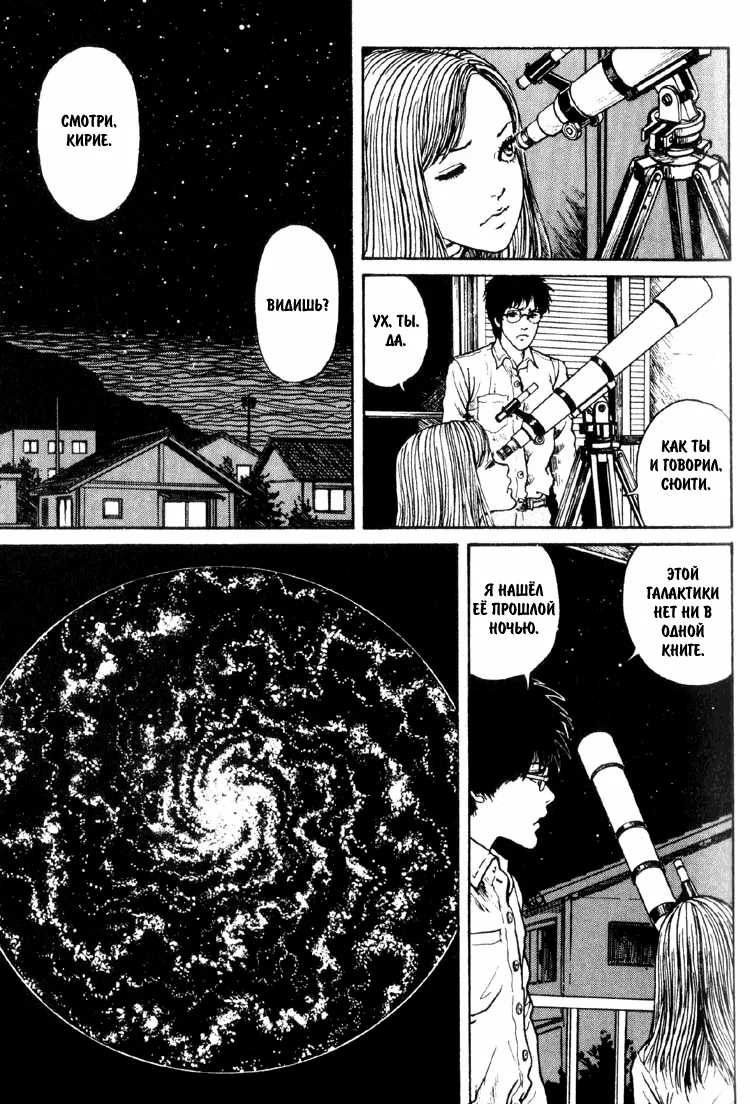 СМОТРИ,
КИРИЕ.
ВИДИШЬ?
УХ, ТЫ.
ДА.
КАК ТЫ
И ГОВОРИЛ,
СЮИТИ.
Я НАШЁЛ
ЕЁ ПРОШЛОЙ
НОЧЬЮ.
ЭТОЙ
ГАЛАКТИКИ
НЕТ НИ В
ОДНОЙ
КНИГЕ.